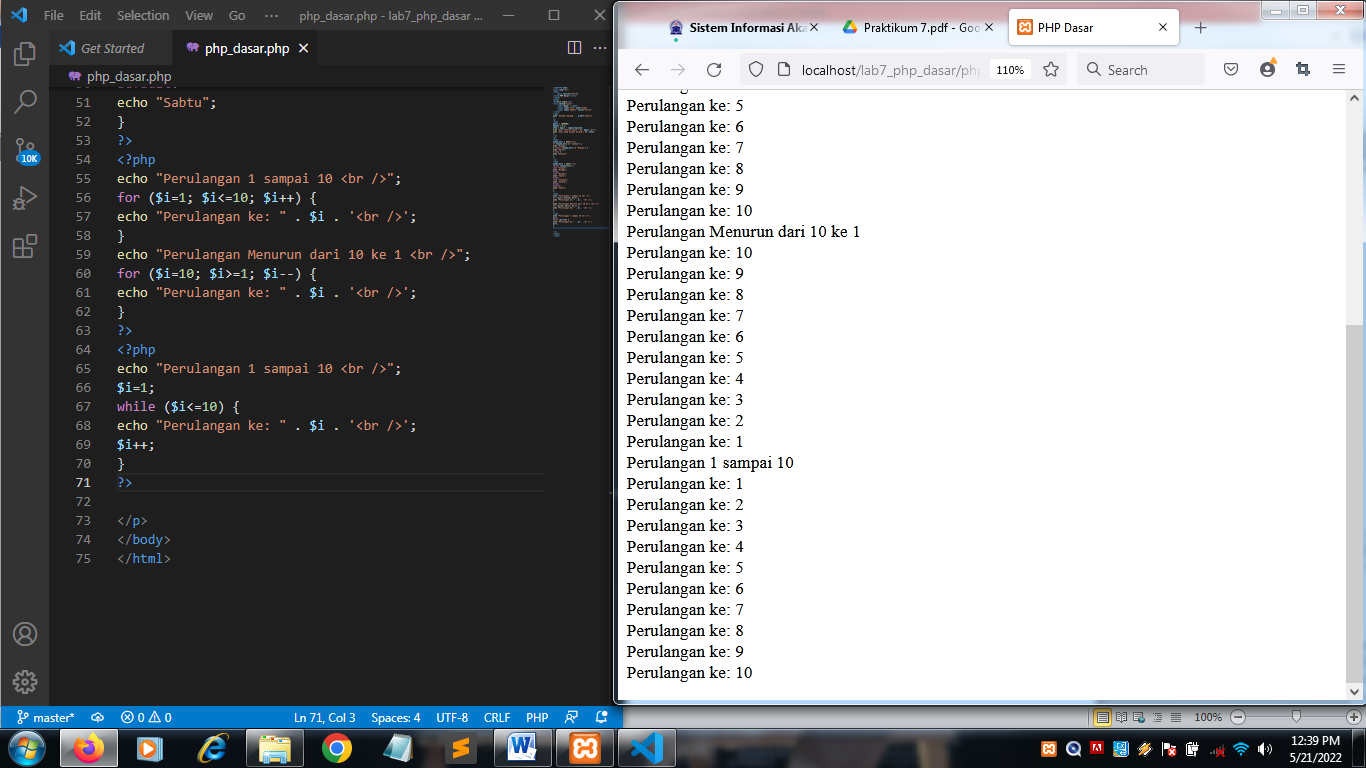 File Edit Selection View Go ··· php_dasar.php - lab7_php_dasar ...
Get Started php_dasar.php
php_dasar.php
51 echo "Sabtu";
52 }
53 ?>
54 <?php
55 echo "Perulangan 1 sampai 10 <br />";
56 for ($i=1; $i<=10; $i++) {
57 echo "Perulangan ke: " . $i . '<br />';
58 }
59 echo "Perulangan Menurun dari 10 ke 1 <br />";
60 for ($i=10; $i>=1; $i--) {
61 echo "Perulangan ke: " . $i . '<br />';
62 }
63 ?>
64 <?php
65 echo "Perulangan 1 sampai 10 <br />";
66 $i=1;
67 while ($i<=10) {
68 echo "Perulangan ke: " . $i . '<br />';
69 $i++;
70 }
71 ?>
72
73 </p>
74 </body>
75 </html>
10K
master* 0 0 Ln 71, Col 3 Spaces: 4 UTF-8 CRLF PHP
Sistem Informasi Aka Praktikum 7.pdf - Goo PHP Dasar
localhost/lab7_php_dasar/php 110% Search
Perulangan ke: 5
Perulangan ke: 6
Perulangan ke: 7
Perulangan ke: 8
Perulangan ke: 9
Perulangan ke: 10
Perulangan Menurun dari 10 ke 1
Perulangan ke: 10
Perulangan ke: 9
Perulangan ke: 8
Perulangan ke: 7
Perulangan ke: 6
Perulangan ke: 5
Perulangan ke: 4
Perulangan ke: 3
Perulangan ke: 2
Perulangan ke: 1
Perulangan 1 sampai 10
Perulangan ke: 1
Perulangan ke: 2
Perulangan ke: 3
Perulangan ke: 4
Perulangan ke: 5
Perulangan ke: 6
Perulangan ke: 7
Perulangan ke: 8
Perulangan ke: 9
Perulangan ke: 10
100%
12:39 PM
5/21/2022